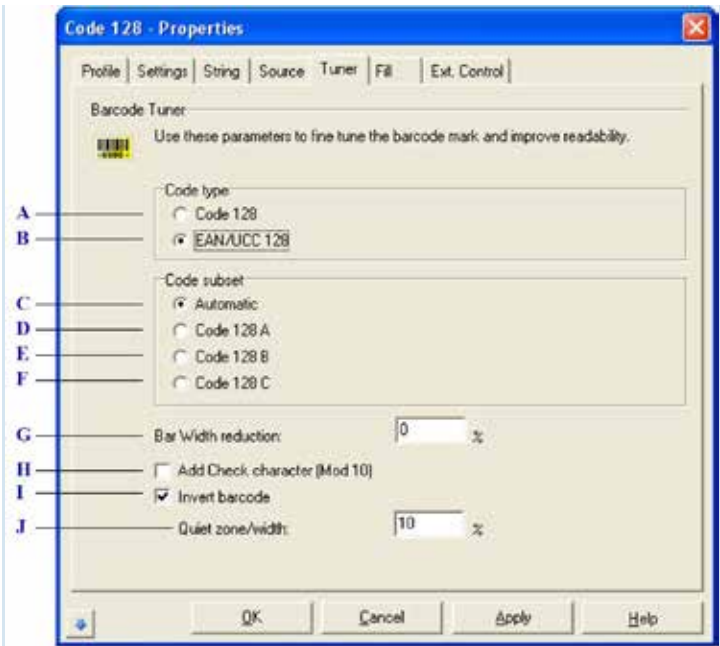 Code 128 - Properties
Profile Settings String Source Tuner Fill Ext. Control
Barcode Tuner
Use these parameters to fine tune the barcode mark and improve readability.
Code type
A Code 128
B EAN/UCC 128
Code subset
C Automatic
D Code 128 A
E Code 128 B
F Code 128 C
G Bar Width reduction: 0 %
H Add Check character (Mod 10)
I Invert barcode
J Quiet zone/width: 10 %
OK Cancel Apply Help